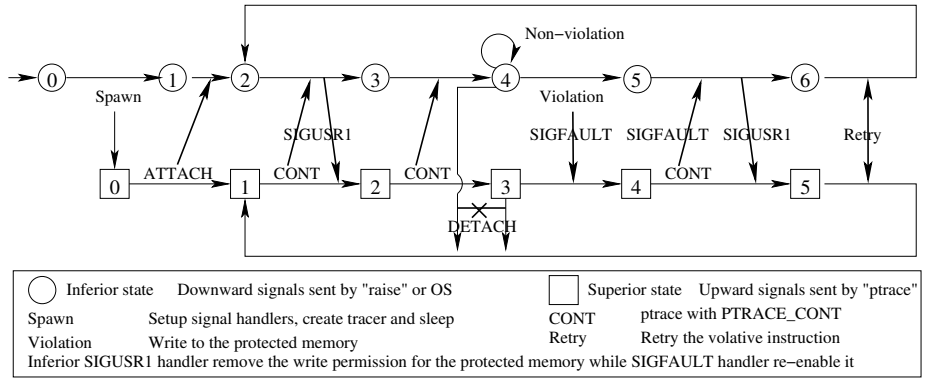 Non−violation
0 1 2 3 4 5 6
Spawn Violation
SIGUSR1 SIGFAULT SIGFAULT SIGUSR1 Retry
ATTACH CONT CONT CONT
0 1 2 3 4 5
DETACH
Inferior state Downward signals sent by "raise" or OS
Superior state Upward signals sent by "ptrace"
Spawn Setup signal handlers, create tracer and sleep
CONT ptrace with PTRACE_CONT
Violation Write to the protected memory
Retry Retry the volative instruction
Inferior SIGUSR1 handler remove the write permission for the protected memory while SIGFAULT handler re−enable it